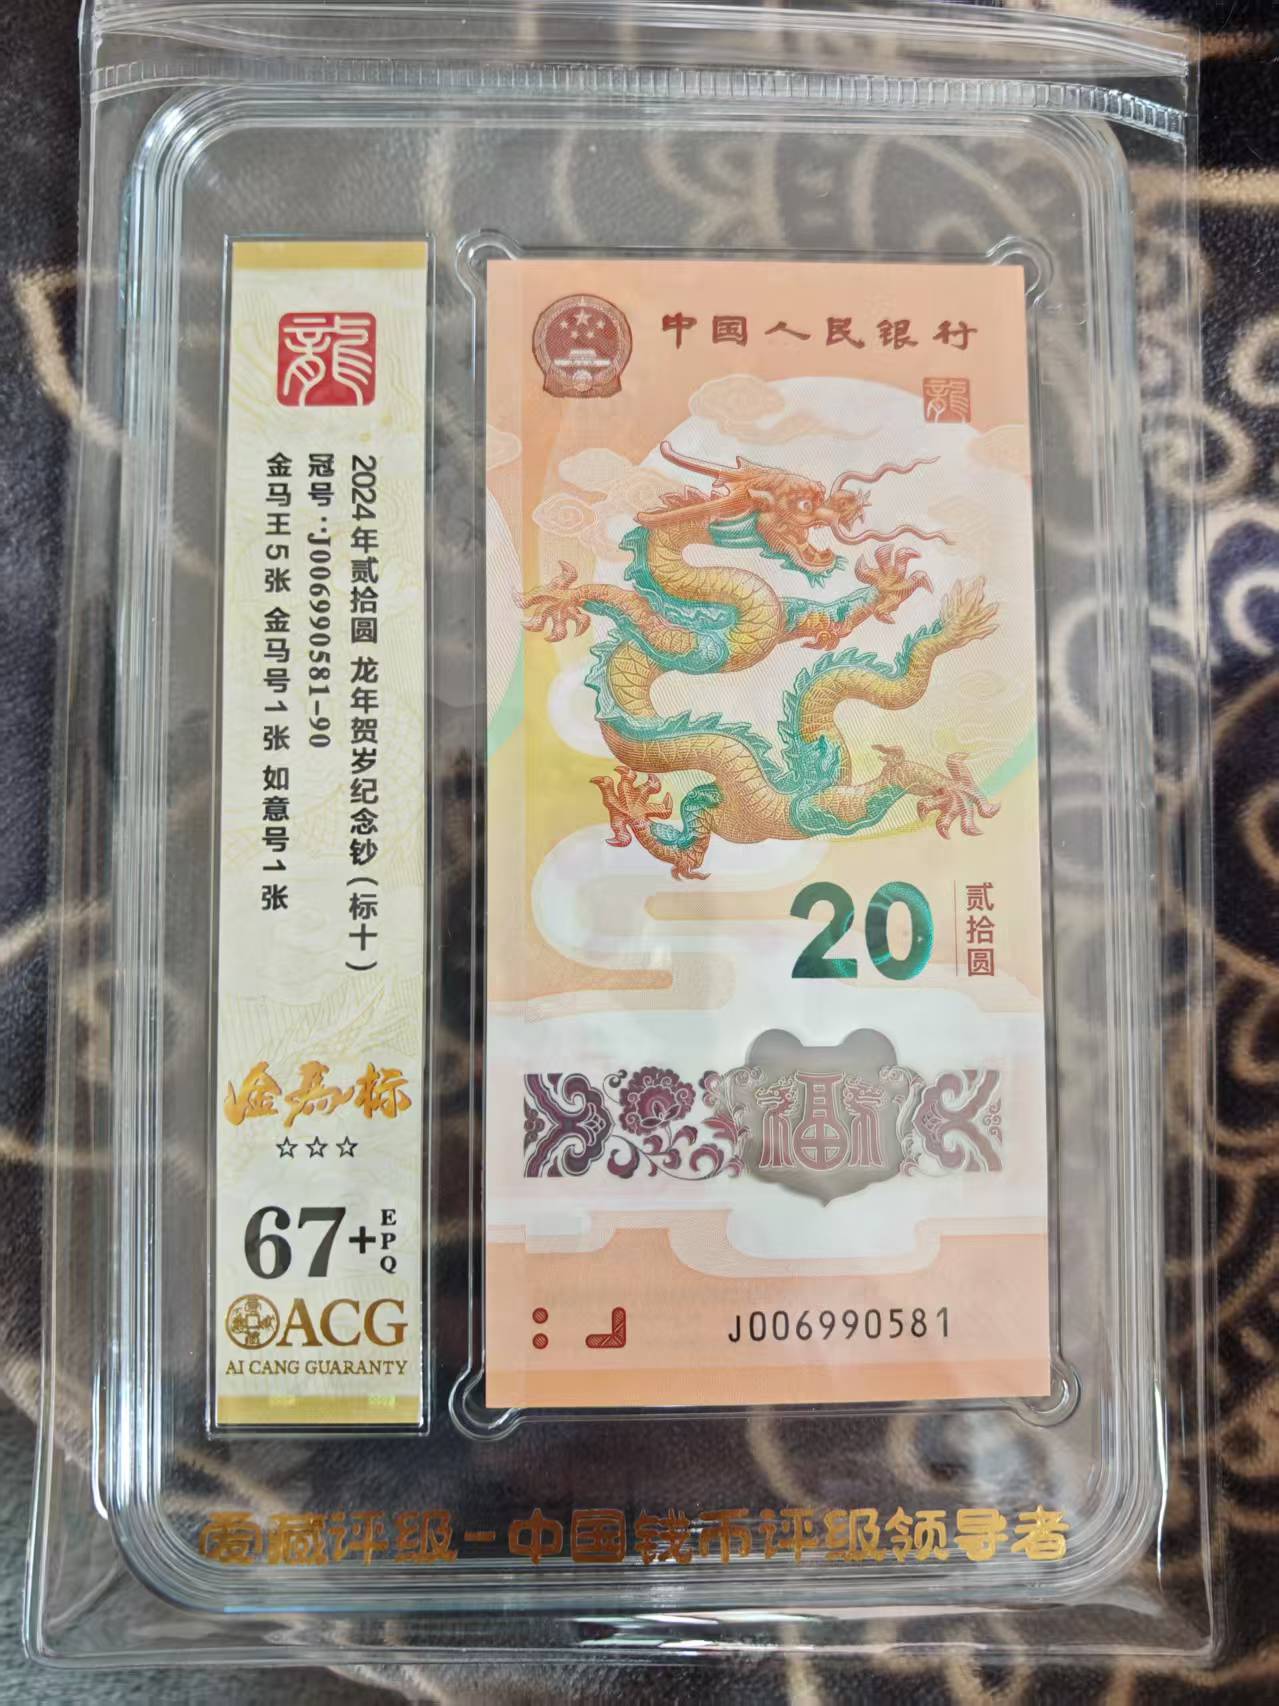 龍
2024年贰拾圆 龙年贺岁纪念钞(标十)
冠号:J006990581-90
金马王5张 金马号1张 如意号1张
金马标
☆☆☆
67+
EPQ
ACG
AI CANG GUARANTY
中国人民银行
龍
20
贰拾圆
福
J006990581
爱藏评级-中国钱币评级领导者